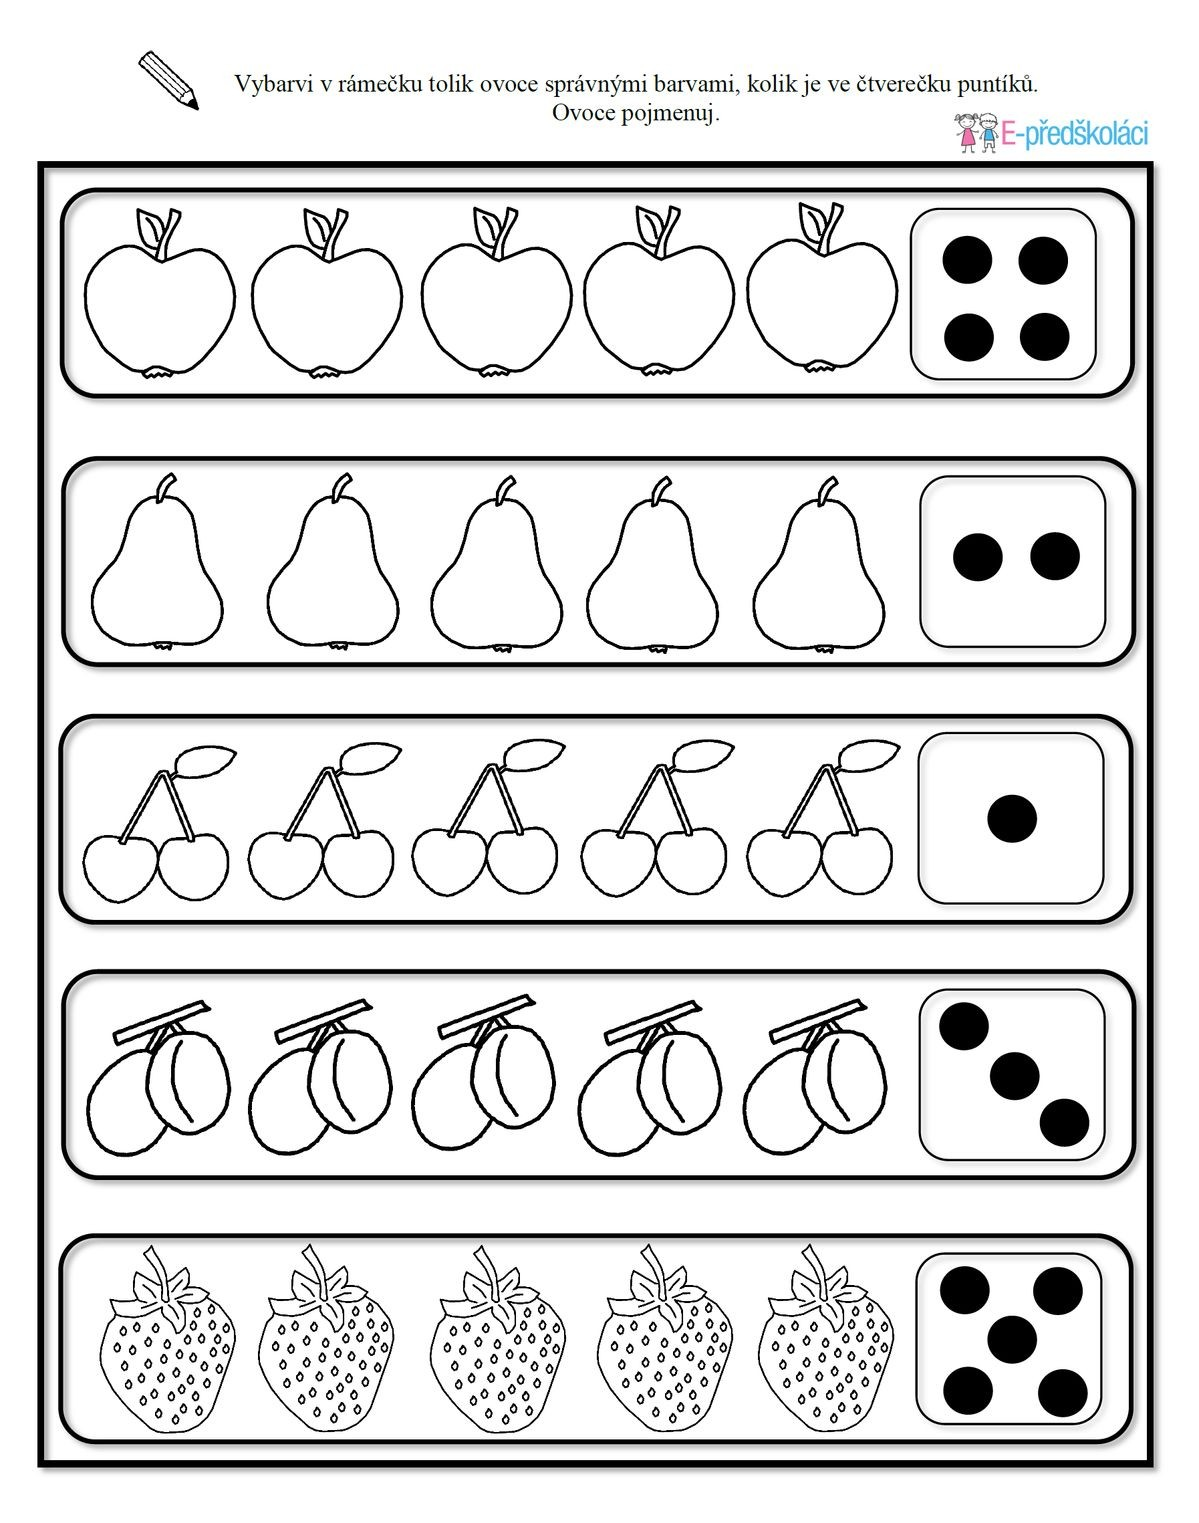 Vybarvi v rámečku tolik ovoce správnými barvami, kolik je ve čtverečku puntíků.
Ovoce pojmenuj.
E-předškoláci